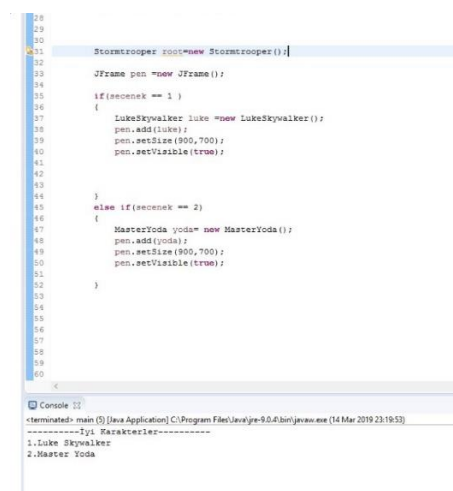 28
29
30
31 Stormtrooper root=new Stormtrooper();
32
33 JFrame pen =new JFrame();
34
35 if(secenek == 1 )
36 {
37 LukeSkywalker luke =new LukeSkywalker();
38 pen.add(luke);
39 pen.setSize(900,700);
40 pen.setVisible(true);
41
42
43
44 }
45 else if(secenek == 2)
46 {
47 MasterYoda yoda= new MasterYoda();
48 pen.add(yoda);
49 pen.setSize(900,700);
50 pen.setVisible(true);
51
52 }
53
54
55
56
57
58
59
60
Console
<terminated> main (5) [Java Application] C:\Program Files\Java\jre-9.0.4\bin\javaw.exe (14 Mar 2019 23:19:53)
----------İyi Karakterler----------
1.Luke Skywalker
2.Master Yoda